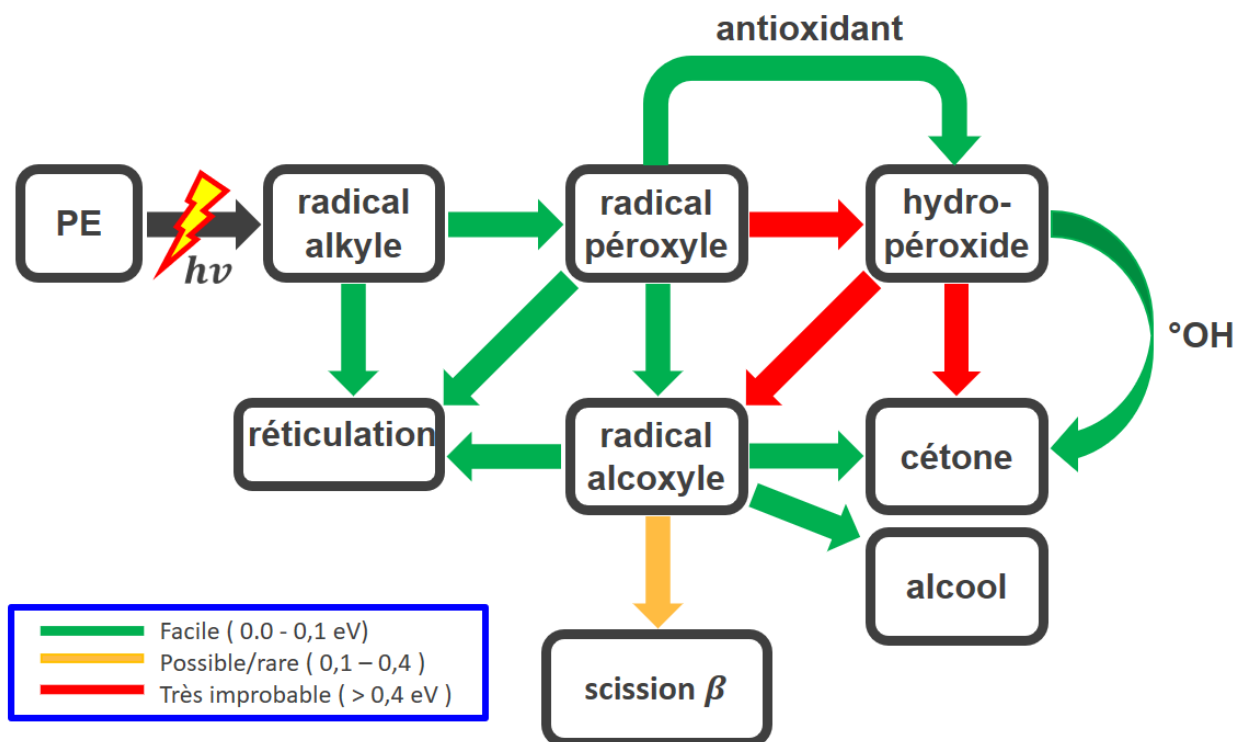 antioxidant
PE
hν
radical
alkyle
radical
péroxyle
hydro-
péroxide
°OH
réticulation
radical
alcoxyle
cétone
alcool
scission β
Facile ( 0.0 - 0,1 eV)
Possible/rare ( 0,1 – 0,4 )
Très improbable ( > 0,4 eV )